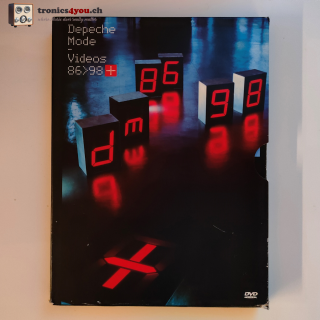 tronics4you.ch
Depeche
Mode
-
Videos
86>98+
86
98
dm
DVD